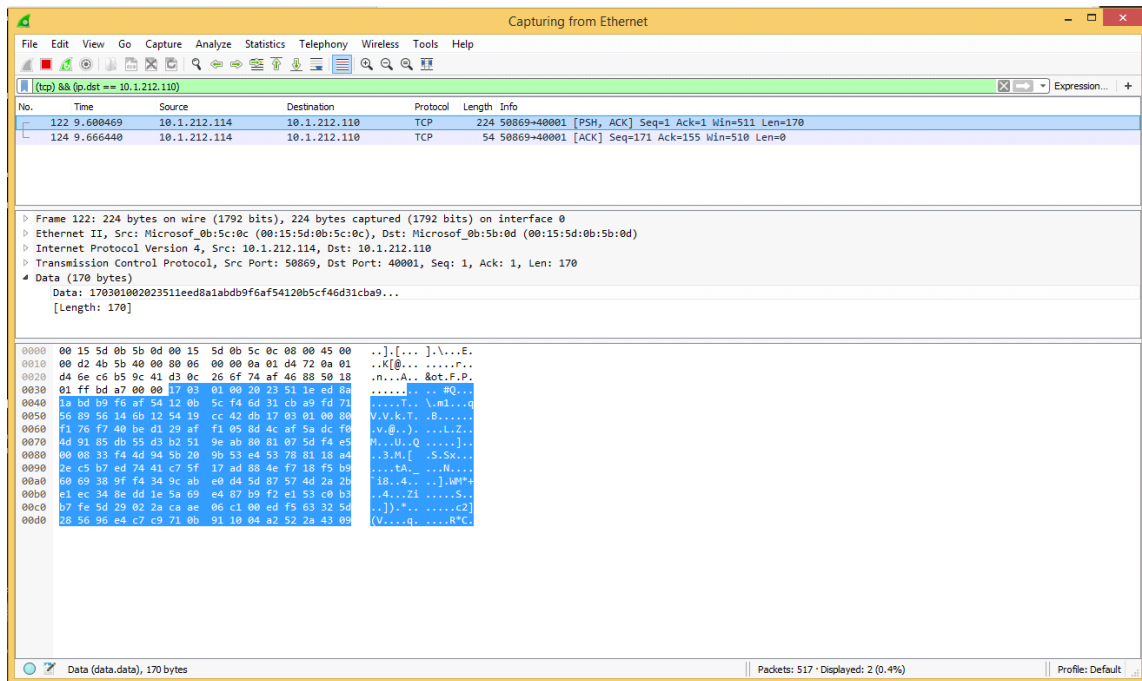 Capturing from Ethernet
File Edit View Go Capture Analyze Statistics Telephony Wireless Tools Help
(tcp) && (ip.dst == 10.1.212.110)
Expression...
No. Time Source Destination Protocol Length Info
122 9.600469 10.1.212.114 10.1.212.110 TCP 224 50869→40001 [PSH, ACK] Seq=1 Ack=1 Win=511 Len=170
124 9.666440 10.1.212.114 10.1.212.110 TCP 54 50869→40001 [ACK] Seq=171 Ack=155 Win=510 Len=0
Frame 122: 224 bytes on wire (1792 bits), 224 bytes captured (1792 bits) on interface 0
Ethernet II, Src: Microsof_0b:5c:0c (00:15:5d:0b:5c:0c), Dst: Microsof_0b:5b:0d (00:15:5d:0b:5b:0d)
Internet Protocol Version 4, Src: 10.1.212.114, Dst: 10.1.212.110
Transmission Control Protocol, Src Port: 50869, Dst Port: 40001, Seq: 1, Ack: 1, Len: 170
Data (170 bytes)
Data: 170301002023511eed8a1abdb9f6af54120b5cf46d31cba9...
[Length: 170]
0000 00 15 5d 0b 5b 0d 00 15 5d 0b 5c 0c 08 00 45 00 ..].[... ].\...E.
0010 00 d2 4b 5b 40 00 80 06 00 00 0a 01 d4 72 0a 01 ..K[@... .....r..
0020 d4 6e c6 b5 9c 41 d3 0c 26 6f 74 af 46 88 50 18 .n...A.. &ot.F.P.
0030 01 ff bd a7 00 00 17 03 01 00 20 23 51 1e ed 8a ........ .. #Q...
0040 1a bd b9 f6 af 54 12 0b 5c f4 6d 31 cb a9 fd 71 .....T.. \.m1...q
0050 56 89 56 14 6b 12 54 19 cc 42 db 17 03 01 00 80 V.V.k.T. .B......
0060 f1 76 f7 40 be d1 29 af f1 05 8d 4c af 5a dc f0 .v.@..). ...L.Z..
0070 4d 91 85 db 55 d3 b2 51 9e ab 80 81 07 5d f4 e5 M...U..Q .....]..
0080 00 08 33 f4 4d 94 5b 20 9b 53 e4 53 78 81 18 a4 ..3.M.[ .S.Sx...
0090 2e c5 b7 ed 74 41 c7 5f 17 ad 88 4e f7 18 f5 b9 ....tA._ ...N....
00a0 60 69 38 9f f4 34 9c ab e0 d4 5d 87 57 4d 2a 2b `i8..4.. ..].WM*+
00b0 e1 ec 34 8e dd 1e 5a 69 e4 87 b9 f2 e1 53 c0 b3 ..4...Zi .....S..
00c0 b7 fe 5d 29 02 2a ca ae 06 c1 00 ed f5 63 32 5d ..]).*.. .....c2]
00d0 28 56 96 e4 c7 c9 71 0b 91 10 04 a2 52 2a 43 09 (V....q. ....R*C.
Data (data.data), 170 bytes
Packets: 517 · Displayed: 2 (0.4%)
Profile: Default